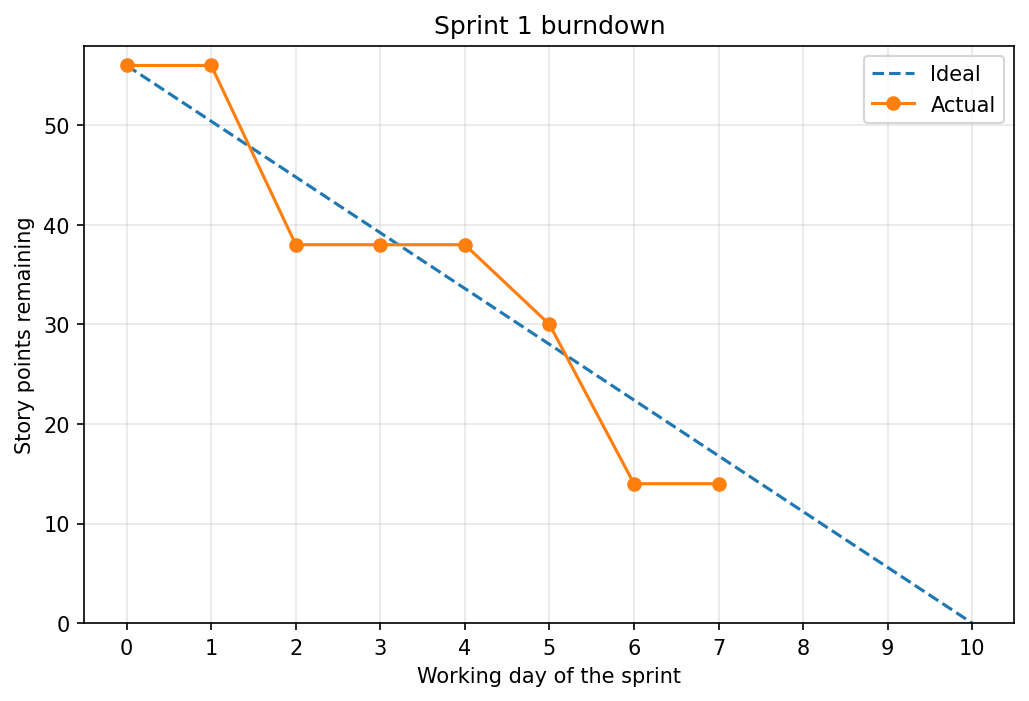 Sprint 1 burndown
Ideal
Actual
Story points remaining
50
40
30
20
10
0
0 1 2 3 4 5 6 7 8 9 10
Working day of the sprint